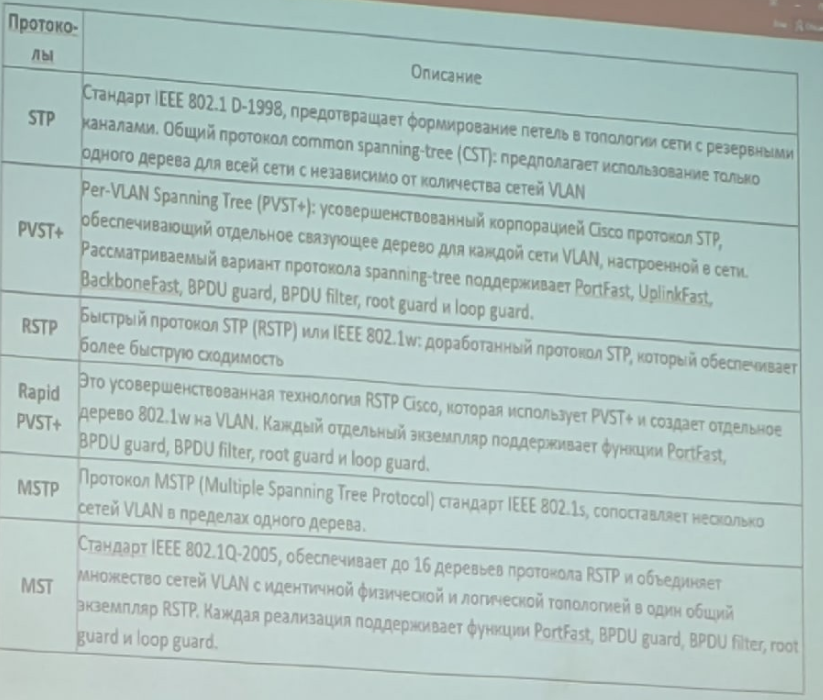 Протоко-
лы
Описание
STP
Стандарт IEEE 802.1 D-1998, предотвращает формирование петель в топологии сети с резервными
каналами. Общий протокол common spanning-tree (CST): предполагает использование только
одного дерева для всей сети с независимо от количества сетей VLAN
PVST+
Per-VLAN Spanning Tree (PVST+): усовершенствованный корпорацией Cisco протокол STP,
обеспечивающий отдельное связующее дерево для каждой сети VLAN, настроенной в сети.
Рассматриваемый вариант протокола spanning-tree поддерживает PortFast, UplinkFast,
BackboneFast, BPDU guard, BPDU filter, root guard и loop guard.
RSTP
Быстрый протокол STP (RSTP) или IEEE 802.1w: доработанный протокол STP, который обеспечивает
более быструю сходимость
Rapid
PVST+
Это усовершенствованная технология RSTP Cisco, которая использует PVST+ и создает отдельное
дерево 802.1w на VLAN. Каждый отдельный экземпляр поддерживает функции PortFast,
BPDU guard, BPDU filter, root guard и loop guard.
MSTP
Протокол MSTP (Multiple Spanning Tree Protocol) стандарт IEEE 802.1s, сопоставляет несколько
сетей VLAN в пределах одного дерева.
MST
Стандарт IEEE 802.1Q-2005, обеспечивает до 16 деревьев протокола RSTP и объединяет
множество сетей VLAN с идентичной физической и логической топологией в один общий
экземпляр RSTP. Каждая реализация поддерживает функции PortFast, BPDU guard, BPDU filter, root
guard и loop guard.